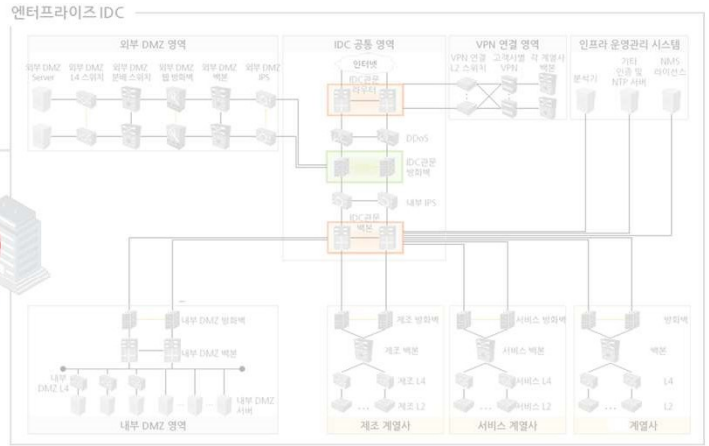 엔터프라이즈 IDC
외부 DMZ 영역
IDC 공통 영역
VPN 연결 영역
인프라 운영관리 시스템
외부 DMZ
Server
외부 DMZ
L4 스위치
외부 DMZ
분배 스위치
외부 DMZ
웹 방화벽
외부 DMZ
백본
외부 DMZ
IPS
인터넷
IDC관문
라우터
VPN 연결
L2 스위치
고객사별
VPN
각 계열사
백본
분석기
기타
인증 및
NTP 서버
NMS
라이선스
DDoS
IDC관문
방화벽
내부 IPS
IDC관문
백본
내부 DMZ 방화벽
내부 DMZ 백본
내부
DMZ L4
내부 DMZ
서버
내부 DMZ 영역
제조 방화벽
제조 백본
제조 L4
... 제조 L2
제조 계열사
서비스 방화벽
서비스 백본
서비스 L4
... 서비스 L2
서비스 계열사
방화벽
백본
L4
... L2
계열사